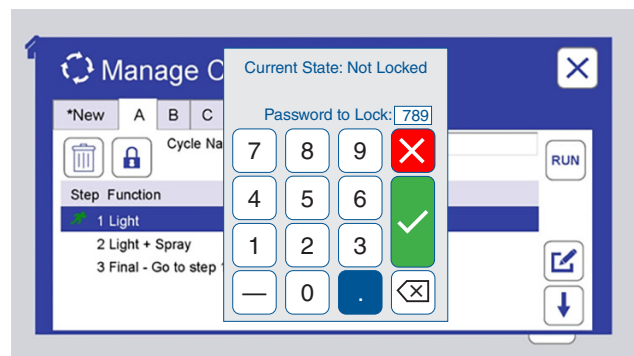 Manage C
Current State: Not Locked
*New A B C
Password to Lock: 789
Cycle Na
RUN
7 8 9
Step Function
4 5 6
1 Light
2 Light + Spray
1 2 3
3 Final - Go to step
— 0 .